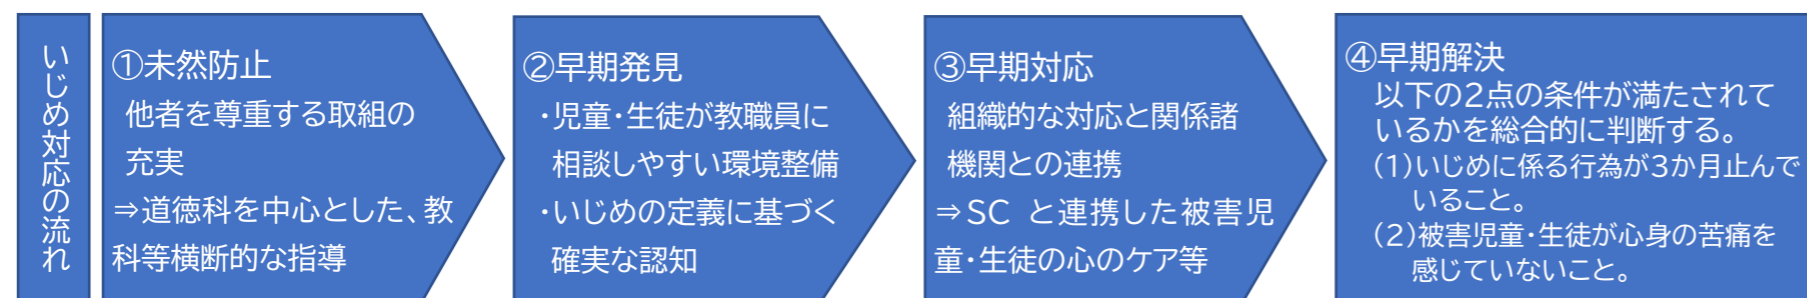 いじめ対応の流れ
①未然防止
他者を尊重する取組の
充実
⇒道徳科を中心とした、教
科等横断的な指導
②早期発見
・児童・生徒が教職員に
相談しやすい環境整備
・いじめの定義に基づく
確実な認知
③早期対応
組織的な対応と関係諸
機関との連携
⇒SC と連携した被害児
童・生徒の心のケア等
④早期解決
以下の2点の条件が満たされて
いるかを総合的に判断する。
(1)いじめに係る行為が3か月止んで
いること。
(2)被害児童・生徒が心身の苦痛を
感じていないこと。